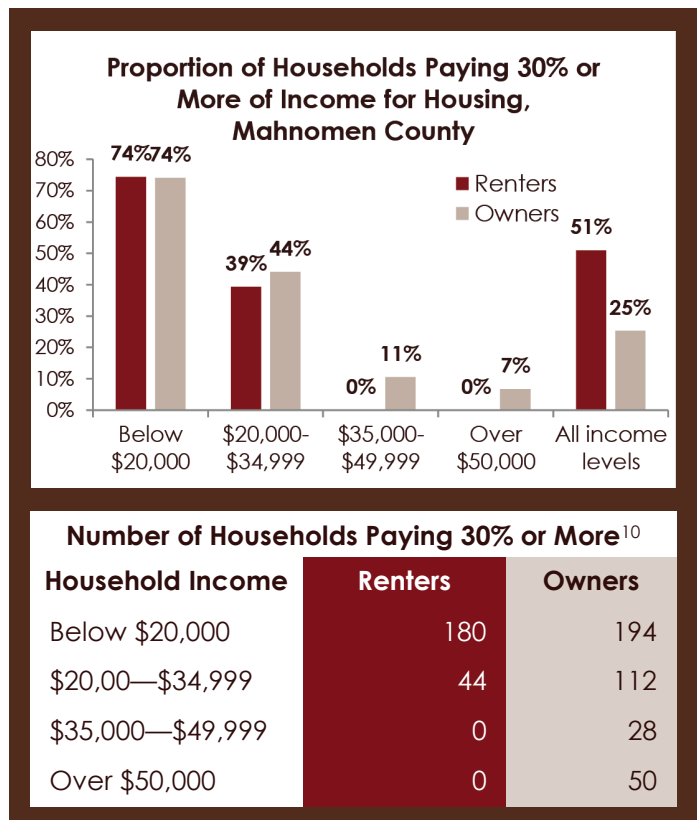 Proportion of Households Paying 30% or
More of Income for Housing,
Mahnomen County
80%
70%
60%
50%
40%
30%
20%
10%
0%
74% 74%
39% 44%
0% 11%
0% 7%
51% 25%
Renters
Owners
Below $20,000
$20,000-$34,999
$35,000-$49,999
Over $50,000
All income levels
Number of Households Paying 30% or More10
Household Income Renters Owners
Below $20,000 180 194
$20,00—$34,999 44 112
$35,000—$49,999 0 28
Over $50,000 0 50